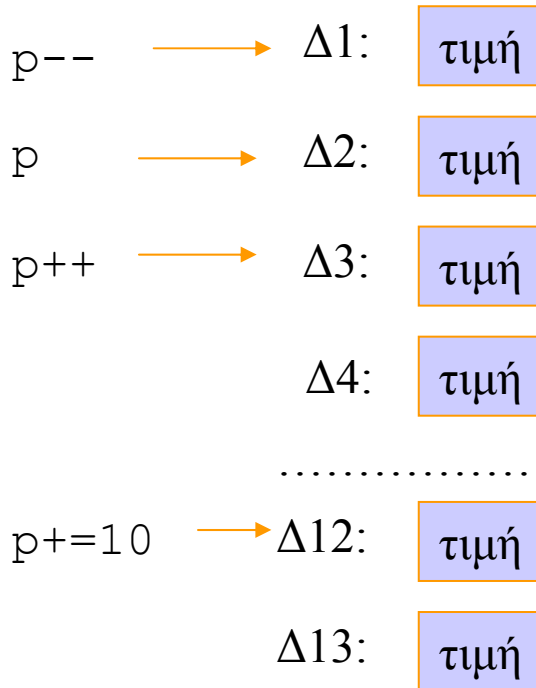 p-- Δ1: τιμή
p Δ2: τιμή
p++ Δ3: τιμή
Δ4: τιμή
................
p+=10 Δ12: τιμή
Δ13: τιμή